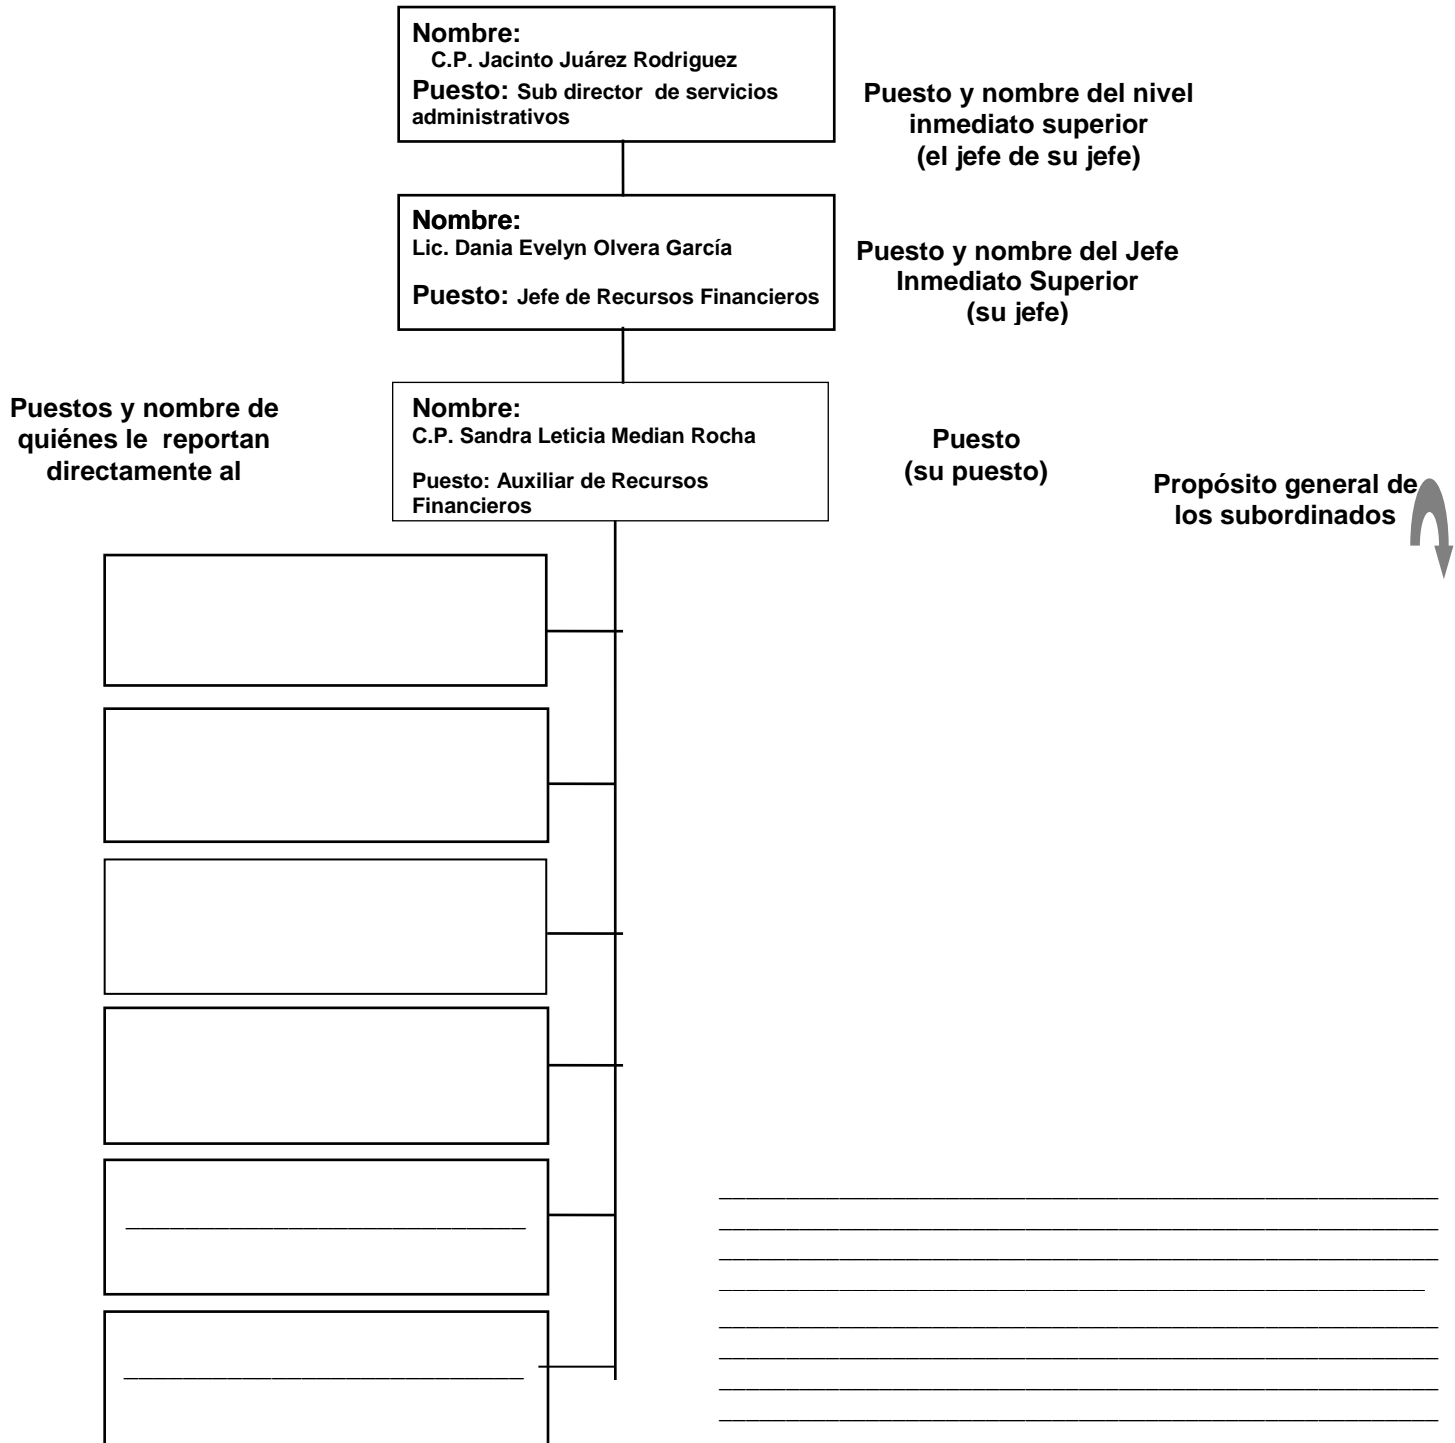 Nombre:
C.P. Jacinto Juárez Rodriguez
Puesto: Sub director de servicios
administrativos
Puesto y nombre del nivel
inmediato superior
(el jefe de su jefe)
Nombre:
Lic. Dania Evelyn Olvera García
Puesto: Jefe de Recursos Financieros
Puesto y nombre del Jefe
Inmediato Superior
(su jefe)
Puestos y nombre de
quiénes le reportan
directamente al
Nombre:
C.P. Sandra Leticia Median Rocha
Puesto: Auxiliar de Recursos
Financieros
Puesto
(su puesto)
Propósito general de
los subordinados